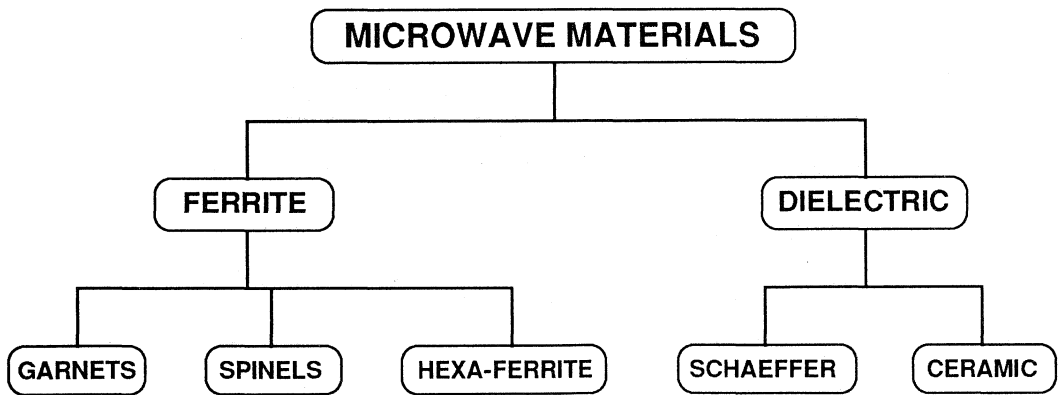 MICROWAVE MATERIALS
FERRITE
DIELECTRIC
GARNETS
SPINELS
HEXA-FERRITE
SCHAEFFER
CERAMIC